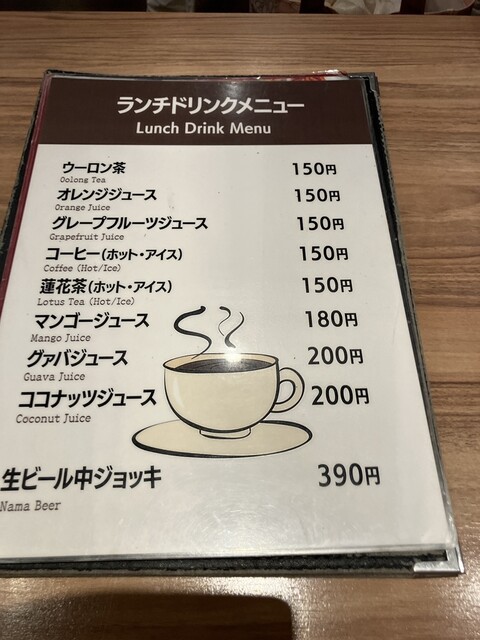 ランチドリンクメニュー
Lunch Drink Menu
ウーロン茶 150円
Oolong Tea
オレンジジュース 150円
Orange Juice
グレープフルーツジュース 150円
Grapefruit Juice
コーヒー(ホット・アイス) 150円
Coffee (Hot/Ice)
蓮花茶(ホット・アイス) 150円
Lotus Tea (Hot/Ice)
マンゴージュース 180円
Mango Juice
グァバジュース 200円
Guava Juice
ココナッツジュース 200円
Coconut Juice
生ビール中ジョッキ 390円
Nama Beer